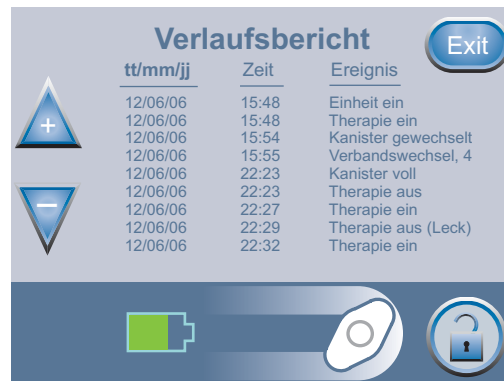 Verlaufsbericht
Exit
tt/mm/jj Zeit Ereignis
12/06/06 15:48 Einheit ein
12/06/06 15:48 Therapie ein
12/06/06 15:54 Kanister gewechselt
12/06/06 15:55 Verbandswechsel, 4
12/06/06 22:23 Kanister voll
12/06/06 22:23 Therapie aus
12/06/06 22:27 Therapie ein
12/06/06 22:29 Therapie aus (Leck)
12/06/06 22:32 Therapie ein
+
−